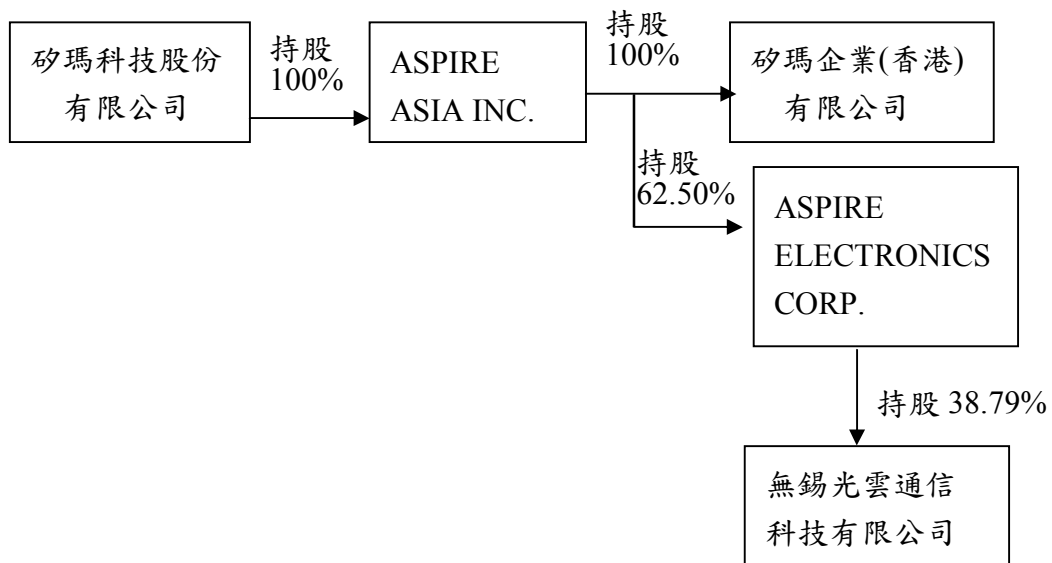 矽瑪科技股份
有限公司
持股
100%
ASPIRE
ASIA INC.
持股
100%
矽瑪企業(香港)
有限公司
持股
62.50%
ASPIRE
ELECTRONICS
CORP.
持股 38.79%
無錫光雲通信
科技有限公司